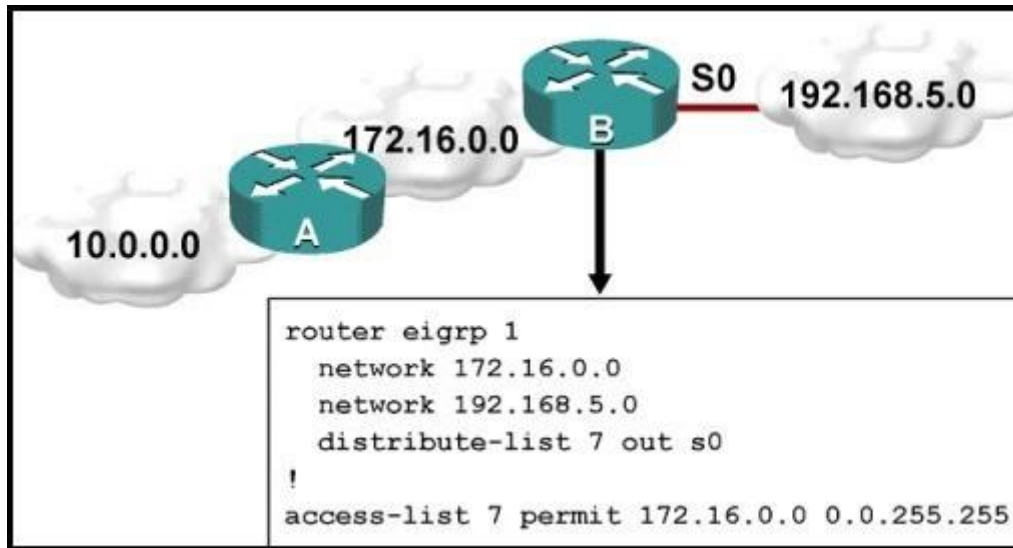 S0
192.168.5.0
B
172.16.0.0
A
10.0.0.0
router eigrp 1
network 172.16.0.0
network 192.168.5.0
distribute-list 7 out s0
!
access-list 7 permit 172.16.0.0 0.0.255.255